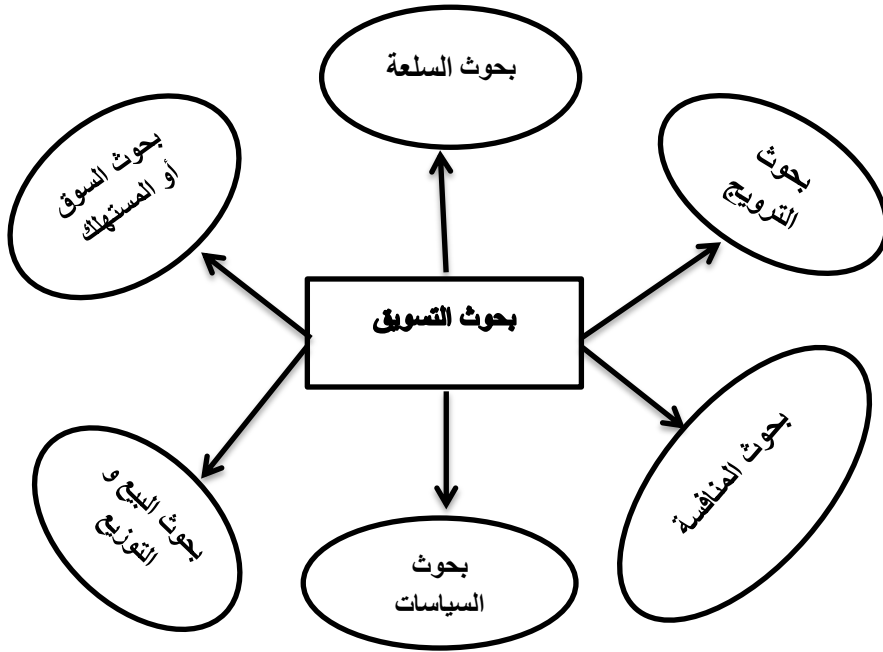 بحوث السلعة
بحوث
الترويج
بحوث السوق
أو المستهلك
بحوث التسويق
بحوث المنافسة
بحوث البيع و
التوزيع
بحوث
السياسات